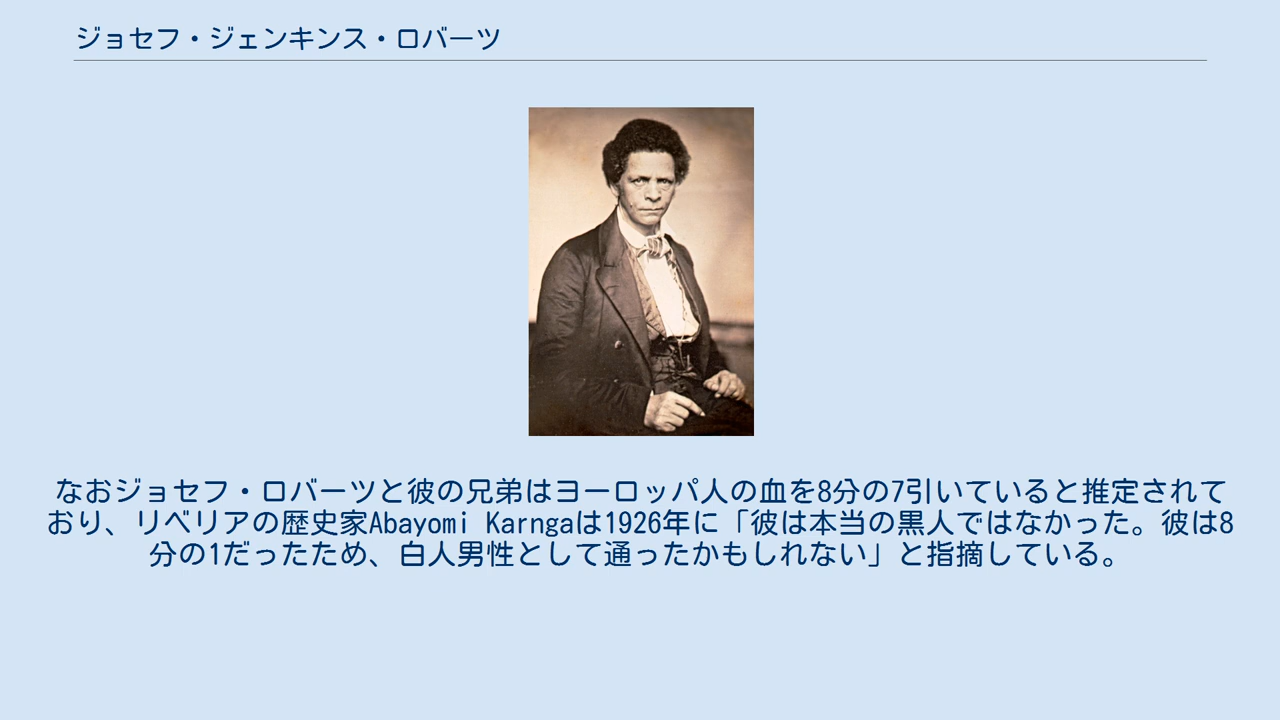 ジョセフ・ジェンキンス・ロバーツ
なおジョセフ・ロバーツと彼の兄弟はヨーロッパ人の血を8分の7引いていると推定されて
おり、リベリアの歴史家Abayomi Karngaは1926年に「彼は本当の黒人ではなかった。彼は8
分の1だったため、白人男性として通ったかもしれない」と指摘している。